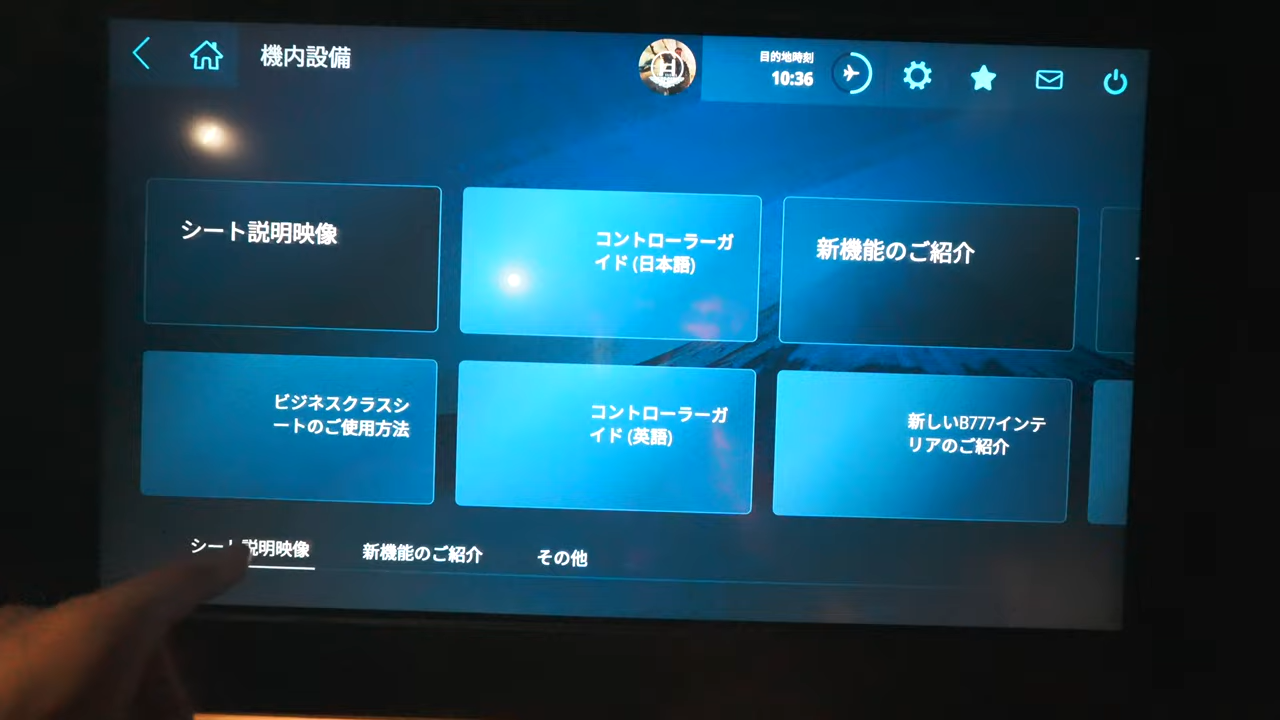 機内設備
目的地時刻
10:36
シート説明映像
コントローラーガ
イド (日本語)
新機能のご紹介
ビジネスクラスシ
ートのご使用方法
コントローラーガ
イド (英語)
新しいB777インテ
リアのご紹介
シート説明映像
新機能のご紹介
その他